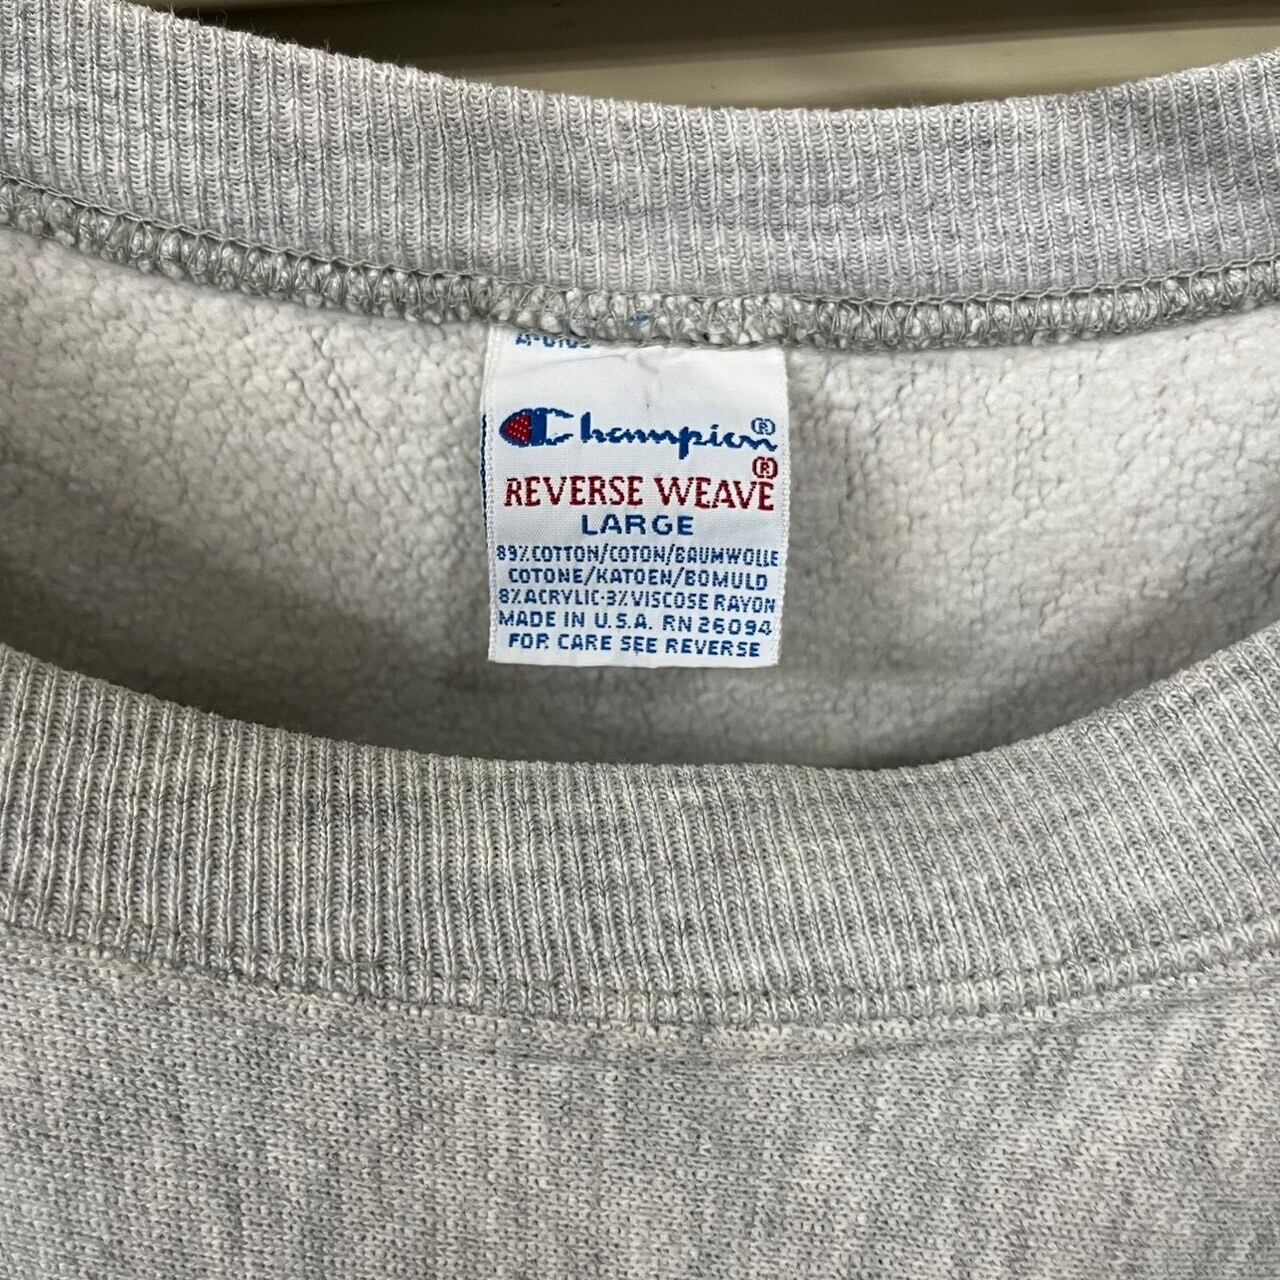 Champion®
REVERSE WEAVE®
LARGE
89% COTTON/COTON/BAUMWOLLE
COTONE/KATOEN/BOMULD
8% ACRYLIC-3% VISCOSE RAYON
MADE IN U.S.A. RN 26094
FOR CARE SEE REVERSE